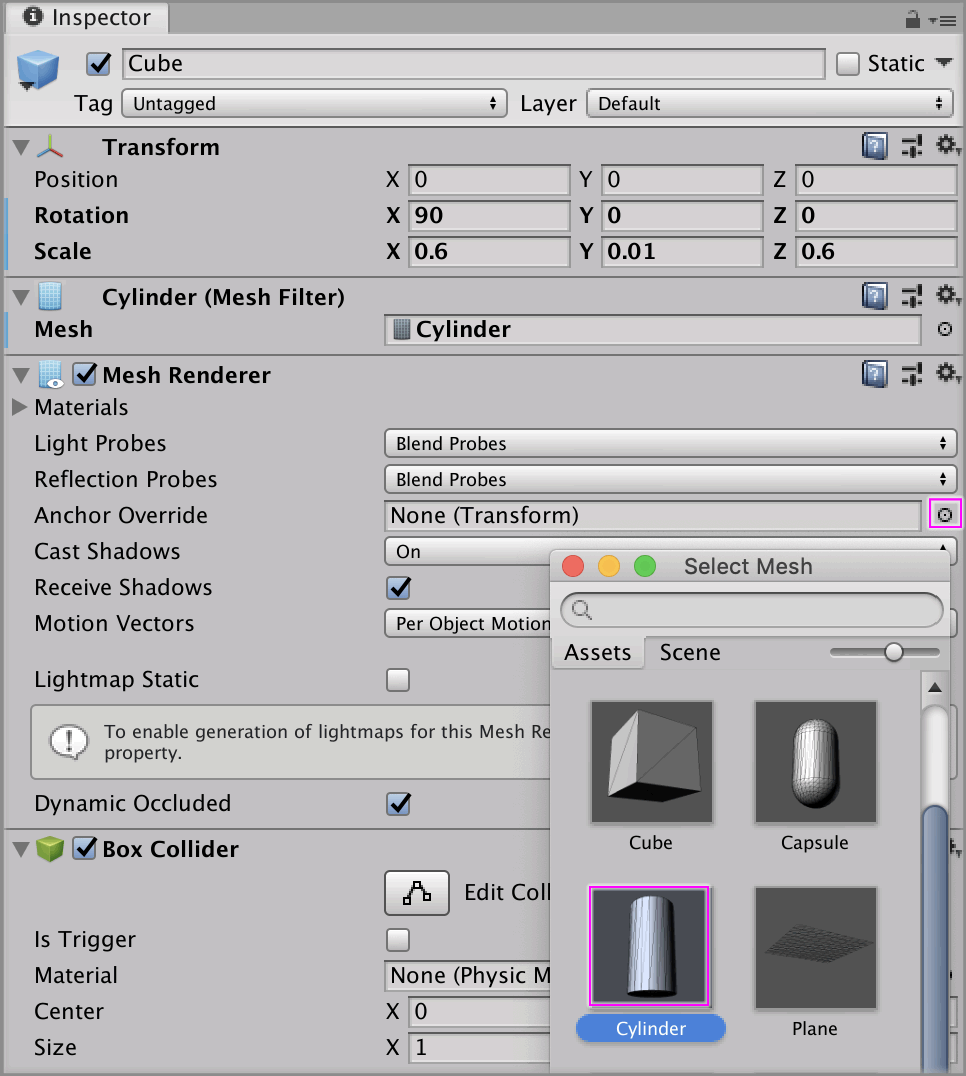 Inspector
Cube Static
Tag Untagged Layer Default
Transform
Position X 0 Y 0 Z 0
Rotation X 90 Y 0 Z 0
Scale X 0.6 Y 0.01 Z 0.6
Cylinder (Mesh Filter)
Mesh Cylinder
Mesh Renderer
Materials
Light Probes Blend Probes
Reflection Probes Blend Probes
Anchor Override None (Transform)
Cast Shadows On
Receive Shadows
Motion Vectors Per Object Motion
Lightmap Static
To enable generation of lightmaps for this Mesh Re
property.
Dynamic Occluded
Box Collider
Edit Coll
Is Trigger
Material None (Physic M
Center X 0
Size X 1
Select Mesh
Assets Scene
Cube Capsule
Cylinder Plane